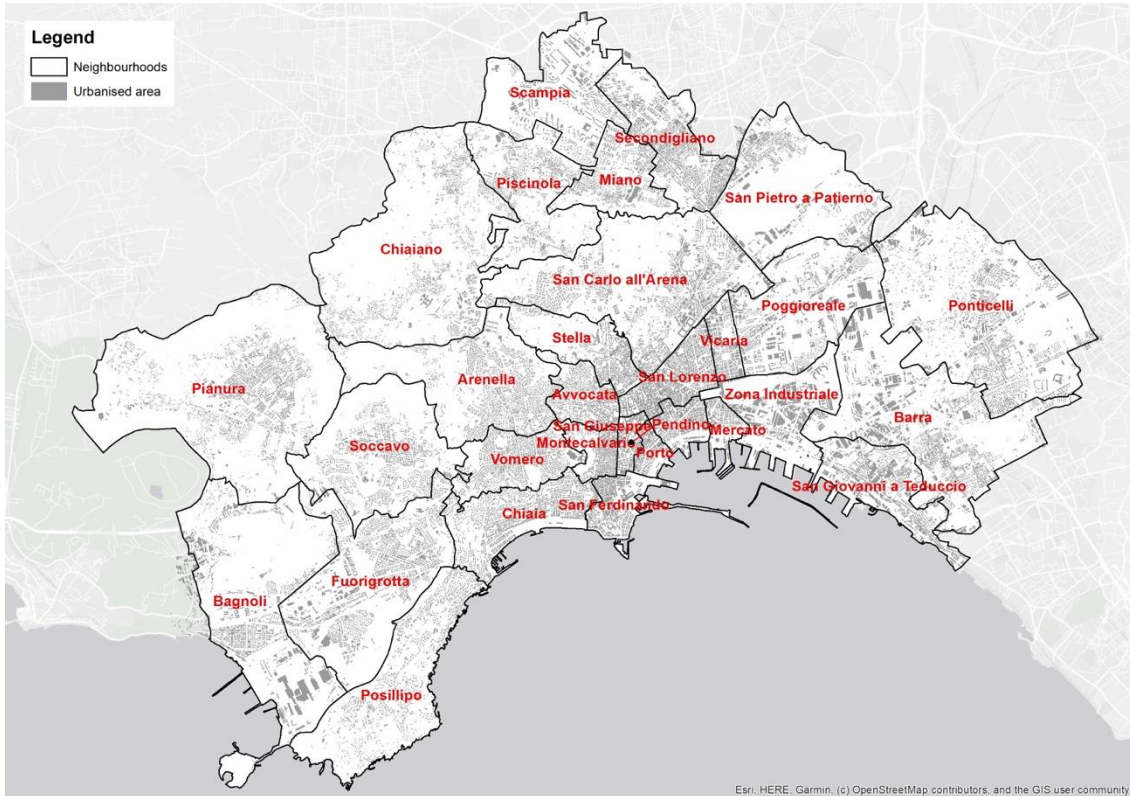 Legend
Neighbourhoods
Urbanised area
Scampia
Secondigliano
Piscinola
Miano
San Pietro a Patierno
Chiaiano
San Carlo all'Arena
Poggioreale
Ponticelli
Stella
Vicaria
Pianura
Arenella
San Lorenzo
Avvocata
Zona Industriale
Barra
San Giuseppe
Pendino
Mercato
Soccavo
Montecalvario
Vomero
Porto
San Giovanni a Teduccio
Chiaia
San Ferdinando
Fuorigrotta
Bagnoli
Posillipo
Esri, HERE, Garmin, (c) OpenStreetMap contributors, and the GIS user community